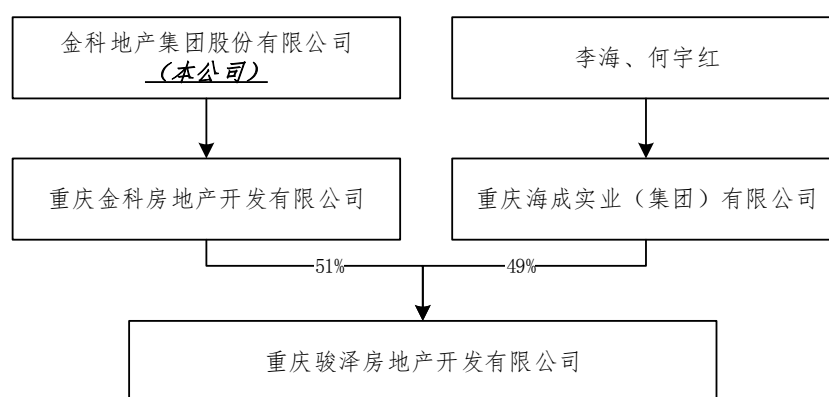 金科地产集团股份有限公司
（本公司）
李海、何宇红
重庆金科房地产开发有限公司
重庆海成实业（集团）有限公司
51%
49%
重庆骏泽房地产开发有限公司